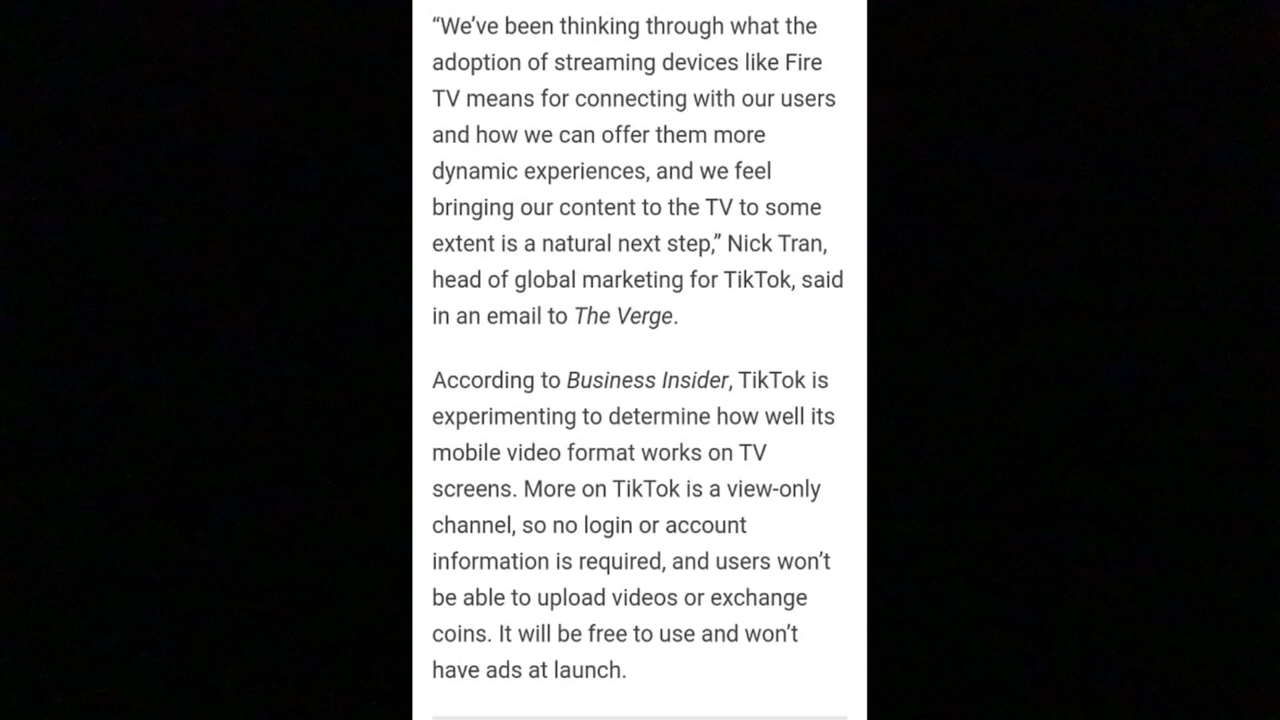 “We’ve been thinking through what the
adoption of streaming devices like Fire
TV means for connecting with our users
and how we can offer them more
dynamic experiences, and we feel
bringing our content to the TV to some
extent is a natural next step,” Nick Tran,
head of global marketing for TikTok, said
in an email to The Verge.
According to Business Insider, TikTok is
experimenting to determine how well its
mobile video format works on TV
screens. More on TikTok is a view-only
channel, so no login or account
information is required, and users won’t
be able to upload videos or exchange
coins. It will be free to use and won’t
have ads at launch.